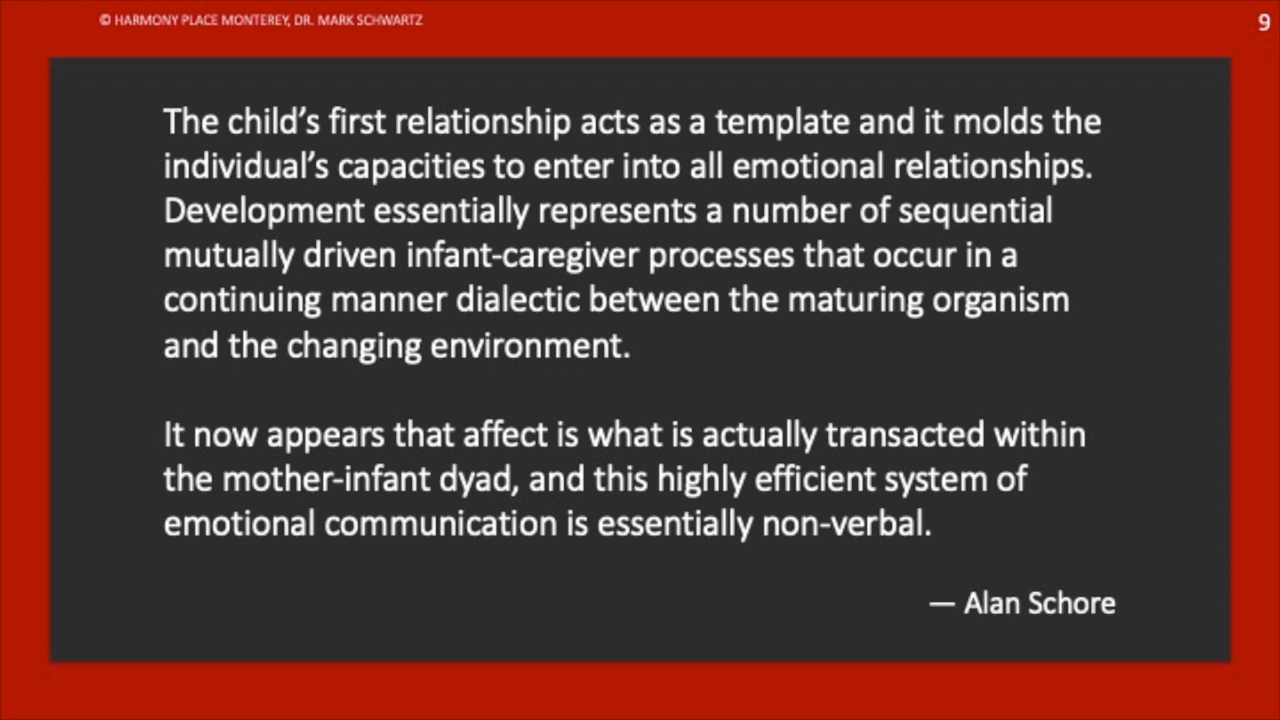 © HARMONY PLACE MONTEREY, DR. MARK SCHWARTZ
9
The child's first relationship acts as a template and it molds the
individual's capacities to enter into all emotional relationships.
Development essentially represents a number of sequential
mutually driven infant-caregiver processes that occur in a
continuing manner dialectic between the maturing organism
and the changing environment.
It now appears that affect is what is actually transacted within
the mother-infant dyad, and this highly efficient system of
emotional communication is essentially non-verbal.
— Alan Schore